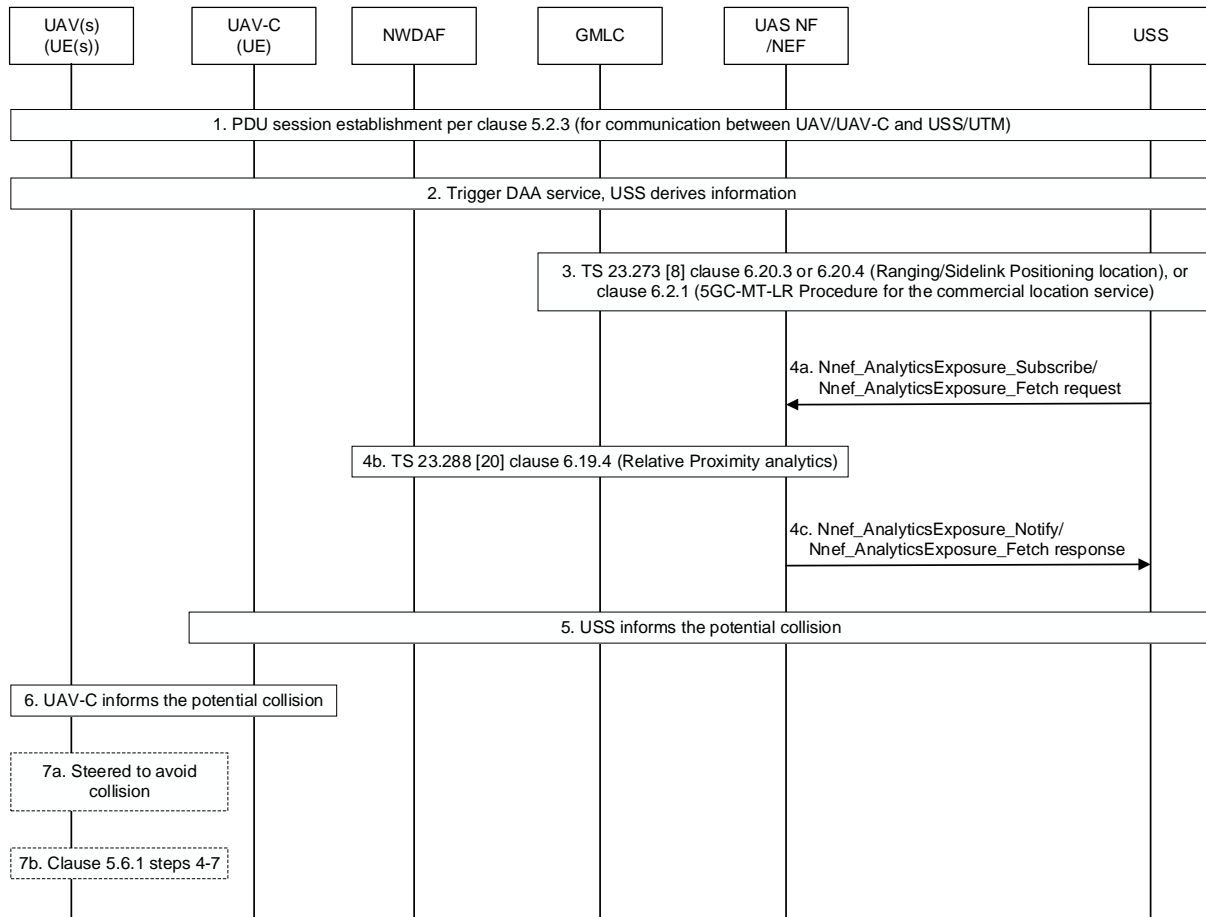 UAV(s)
(UE(s))
UAV-C
(UE)
NWDAF
GMLC
UAS NF
/NEF
USS
1. PDU session establishment per clause 5.2.3 (for communication between UAV/UAV-C and USS/UTM)
2. Trigger DAA service, USS derives information
3. TS 23.273 [8] clause 6.20.3 or 6.20.4 (Ranging/Sidelink Positioning location), or
clause 6.2.1 (5GC-MT-LR Procedure for the commercial location service)
4a. Nnef_AnalyticsExposure_Subscribe/
Nnef_AnalyticsExposure_Fetch request
4b. TS 23.288 [20] clause 6.19.4 (Relative Proximity analytics)
4c. Nnef_AnalyticsExposure_Notify/
Nnef_AnalyticsExposure_Fetch response
5. USS informs the potential collision
6. UAV-C informs the potential collision
7a. Steered to avoid
collision
7b. Clause 5.6.1 steps 4-7